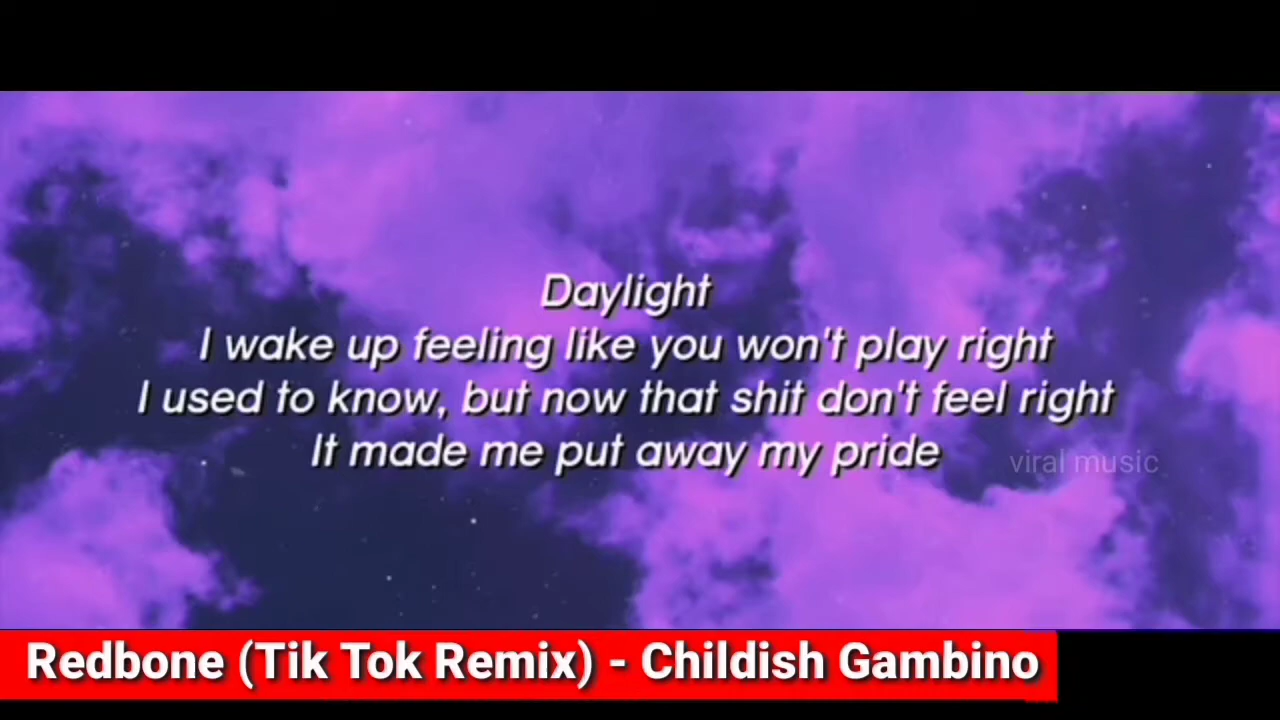 Daylight
I wake up feeling like you won't play right
I used to know, but now that shit don't feel right
It made me put away my pride
viral music
Redbone (Tik Tok Remix) - Childish Gambino